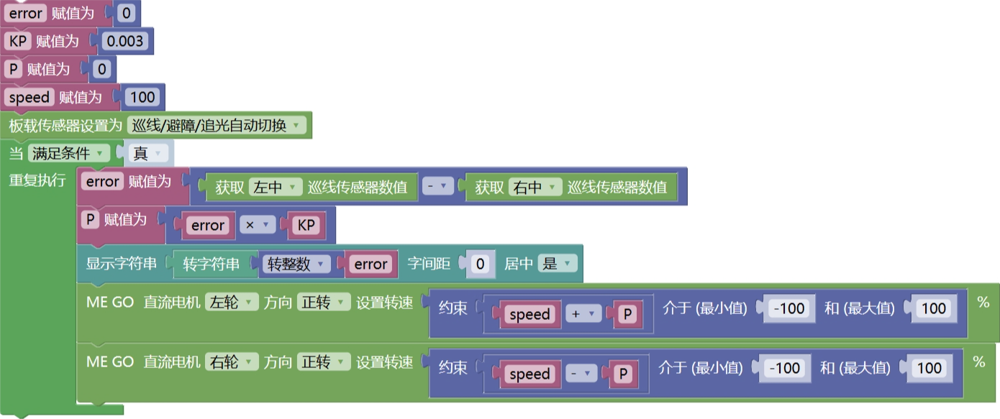 error 赋值为 0
KP 赋值为 0.003
P 赋值为 0
speed 赋值为 100
板载传感器设置为 巡线/避障/追光自动切换
当 满足条件 真
重复执行 error 赋值为 获取 左中 巡线传感器数值 - 获取 右中 巡线传感器数值
P 赋值为 error × KP
显示字符串 转字符串 转整数 error 字间距 0 居中 是
ME GO 直流电机 左轮 方向 正转 设置转速 约束 speed + P 介于 (最小值) -100 和 (最大值) 100 %
ME GO 直流电机 右轮 方向 正转 设置转速 约束 speed - P 介于 (最小值) -100 和 (最大值) 100 %